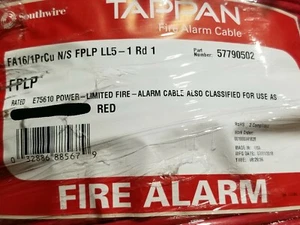 Southwire
TAPPAN
Fire Alarm Cable
FA16/1PrCu N/S FPLP LL5-1 Rd 1
Part Number
57790502
FPLP
RATED E75610 POWER-LIMITED FIRE-ALARM CABLE ALSO CLASSIFIED FOR USE AS
RED
0 32886 88567 9
FIRE ALARM